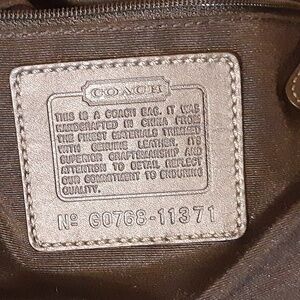 COACH
THIS IS A COACH BAG. IT WAS
HANDCRAFTED IN CHINA FROM
THE FINEST MATERIALS TRIMMED
WITH GENUINE LEATHER. ITS
SUPERIOR CRAFTSMANSHIP AND
ATTENTION TO DETAIL REFLECT
OUR COMMITMENT TO ENDURING
QUALITY.
Nº G0768-11371